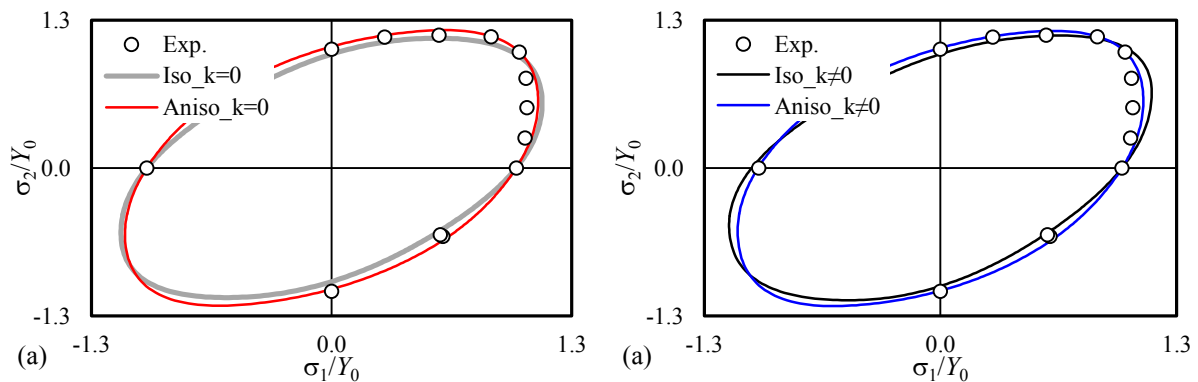 1.3
Exp.
Iso_k=0
Aniso_k=0
0.0
σ2/Y0
-1.3
(a)
-1.3
0.0
1.3
σ1/Y0
1.3
Exp.
Iso_k≠0
Aniso_k≠0
0.0
σ2/Y0
-1.3
(a)
-1.3
0.0
1.3
σ1/Y0